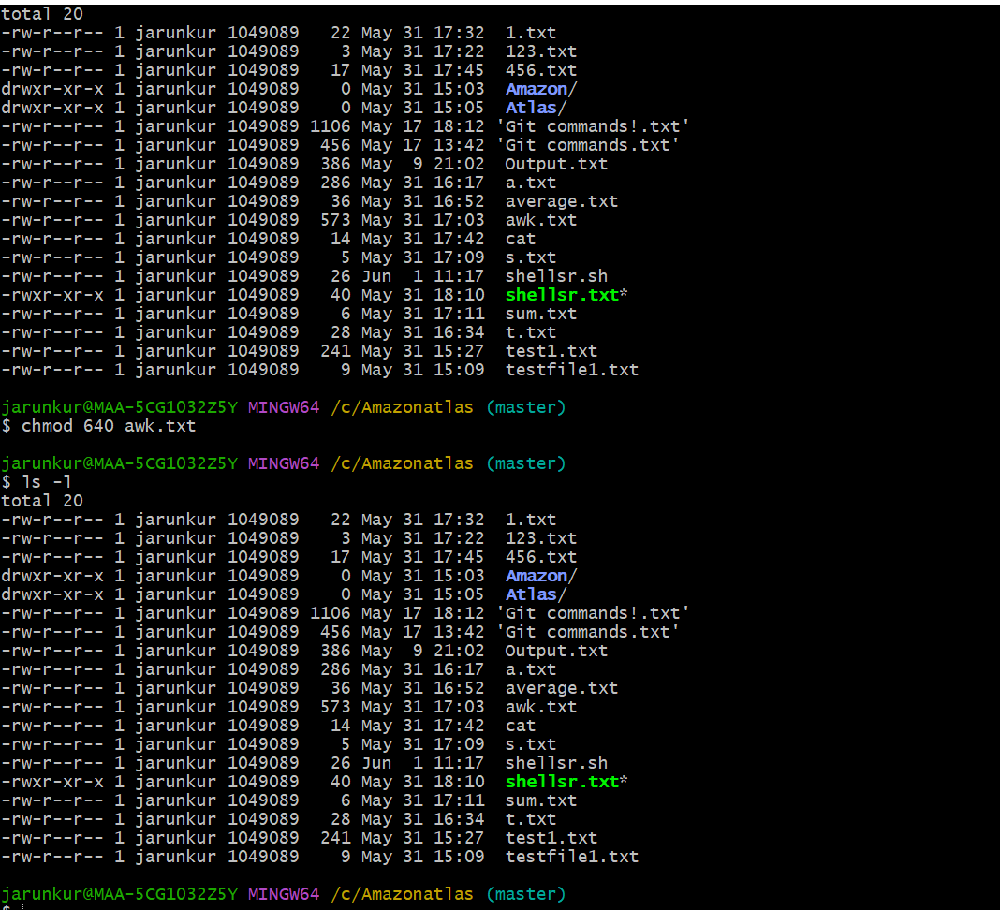 total 20
-rw-r--r-- 1 jarunkur 1049089   22 May 31 17:32  1.txt
-rw-r--r-- 1 jarunkur 1049089    3 May 31 17:22  123.txt
-rw-r--r-- 1 jarunkur 1049089   17 May 31 17:45  456.txt
drwxr-xr-x 1 jarunkur 1049089    0 May 31 15:03  Amazon/
drwxr-xr-x 1 jarunkur 1049089    0 May 31 15:05  Atlas/
-rw-r--r-- 1 jarunkur 1049089 1106 May 17 18:12 'Git commands!.txt'
-rw-r--r-- 1 jarunkur 1049089  456 May 17 13:42 'Git commands.txt'
-rw-r--r-- 1 jarunkur 1049089  386 May  9 21:02  Output.txt
-rw-r--r-- 1 jarunkur 1049089  286 May 31 16:17  a.txt
-rw-r--r-- 1 jarunkur 1049089   36 May 31 16:52  average.txt
-rw-r--r-- 1 jarunkur 1049089  573 May 31 17:03  awk.txt
-rw-r--r-- 1 jarunkur 1049089   14 May 31 17:42  cat
-rw-r--r-- 1 jarunkur 1049089    5 May 31 17:09  s.txt
-rw-r--r-- 1 jarunkur 1049089   26 Jun  1 11:17  shellsr.sh
-rwxr-xr-x 1 jarunkur 1049089   40 May 31 18:10  shellsr.txt*
-rw-r--r-- 1 jarunkur 1049089    6 May 31 17:11  sum.txt
-rw-r--r-- 1 jarunkur 1049089   28 May 31 16:34  t.txt
-rw-r--r-- 1 jarunkur 1049089  241 May 31 15:27  test1.txt
-rw-r--r-- 1 jarunkur 1049089    9 May 31 15:09  testfile1.txt

jarunkur@MAA-5CG1032Z5Y MINGW64 /c/Amazonatlas (master)
$ chmod 640 awk.txt

jarunkur@MAA-5CG1032Z5Y MINGW64 /c/Amazonatlas (master)
$ ls -l
total 20
-rw-r--r-- 1 jarunkur 1049089   22 May 31 17:32  1.txt
-rw-r--r-- 1 jarunkur 1049089    3 May 31 17:22  123.txt
-rw-r--r-- 1 jarunkur 1049089   17 May 31 17:45  456.txt
drwxr-xr-x 1 jarunkur 1049089    0 May 31 15:03  Amazon/
drwxr-xr-x 1 jarunkur 1049089    0 May 31 15:05  Atlas/
-rw-r--r-- 1 jarunkur 1049089 1106 May 17 18:12 'Git commands!.txt'
-rw-r--r-- 1 jarunkur 1049089  456 May 17 13:42 'Git commands.txt'
-rw-r--r-- 1 jarunkur 1049089  386 May  9 21:02  Output.txt
-rw-r--r-- 1 jarunkur 1049089  286 May 31 16:17  a.txt
-rw-r--r-- 1 jarunkur 1049089   36 May 31 16:52  average.txt
-rw-r--r-- 1 jarunkur 1049089  573 May 31 17:03  awk.txt
-rw-r--r-- 1 jarunkur 1049089   14 May 31 17:42  cat
-rw-r--r-- 1 jarunkur 1049089    5 May 31 17:09  s.txt
-rw-r--r-- 1 jarunkur 1049089   26 Jun  1 11:17  shellsr.sh
-rwxr-xr-x 1 jarunkur 1049089   40 May 31 18:10  shellsr.txt*
-rw-r--r-- 1 jarunkur 1049089    6 May 31 17:11  sum.txt
-rw-r--r-- 1 jarunkur 1049089   28 May 31 16:34  t.txt
-rw-r--r-- 1 jarunkur 1049089  241 May 31 15:27  test1.txt
-rw-r--r-- 1 jarunkur 1049089    9 May 31 15:09  testfile1.txt

jarunkur@MAA-5CG1032Z5Y MINGW64 /c/Amazonatlas (master)
$